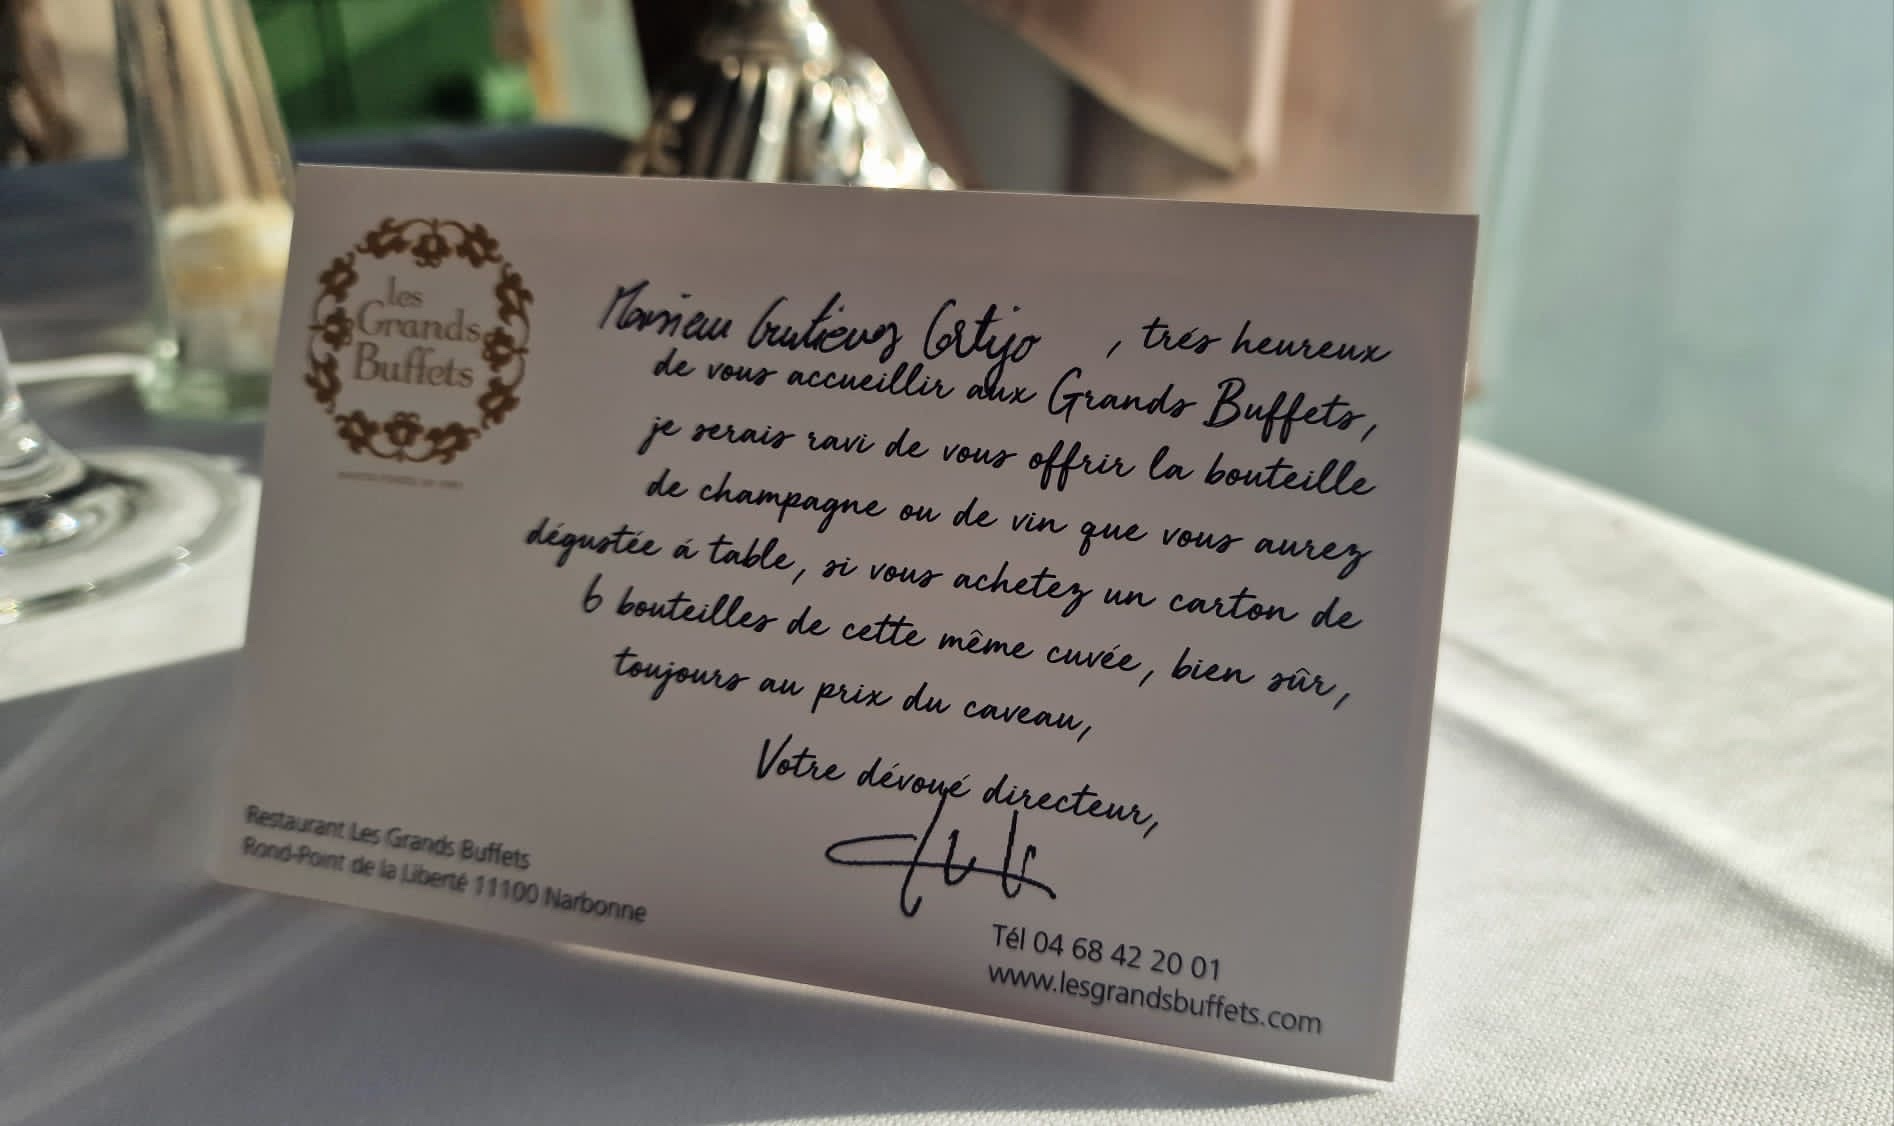 les
Grands
Buffets
Monsieur Gutierrez Cortijo , trés heureux
de vous accueillir aux Grands Buffets,
je serais ravi de vous offrir la bouteille
de champagne ou de vin que vous aurez
dégustée á table, si vous achetez un carton de
6 bouteilles de cette même cuvée, bien sûr,
toujours au prix du caveau,
Votre dévoué directeur,
Restaurant Les Grands Buffets
Rond-Point de la Liberté 11100 Narbonne
Tél 04 68 42 20 01
www.lesgrandsbuffets.com